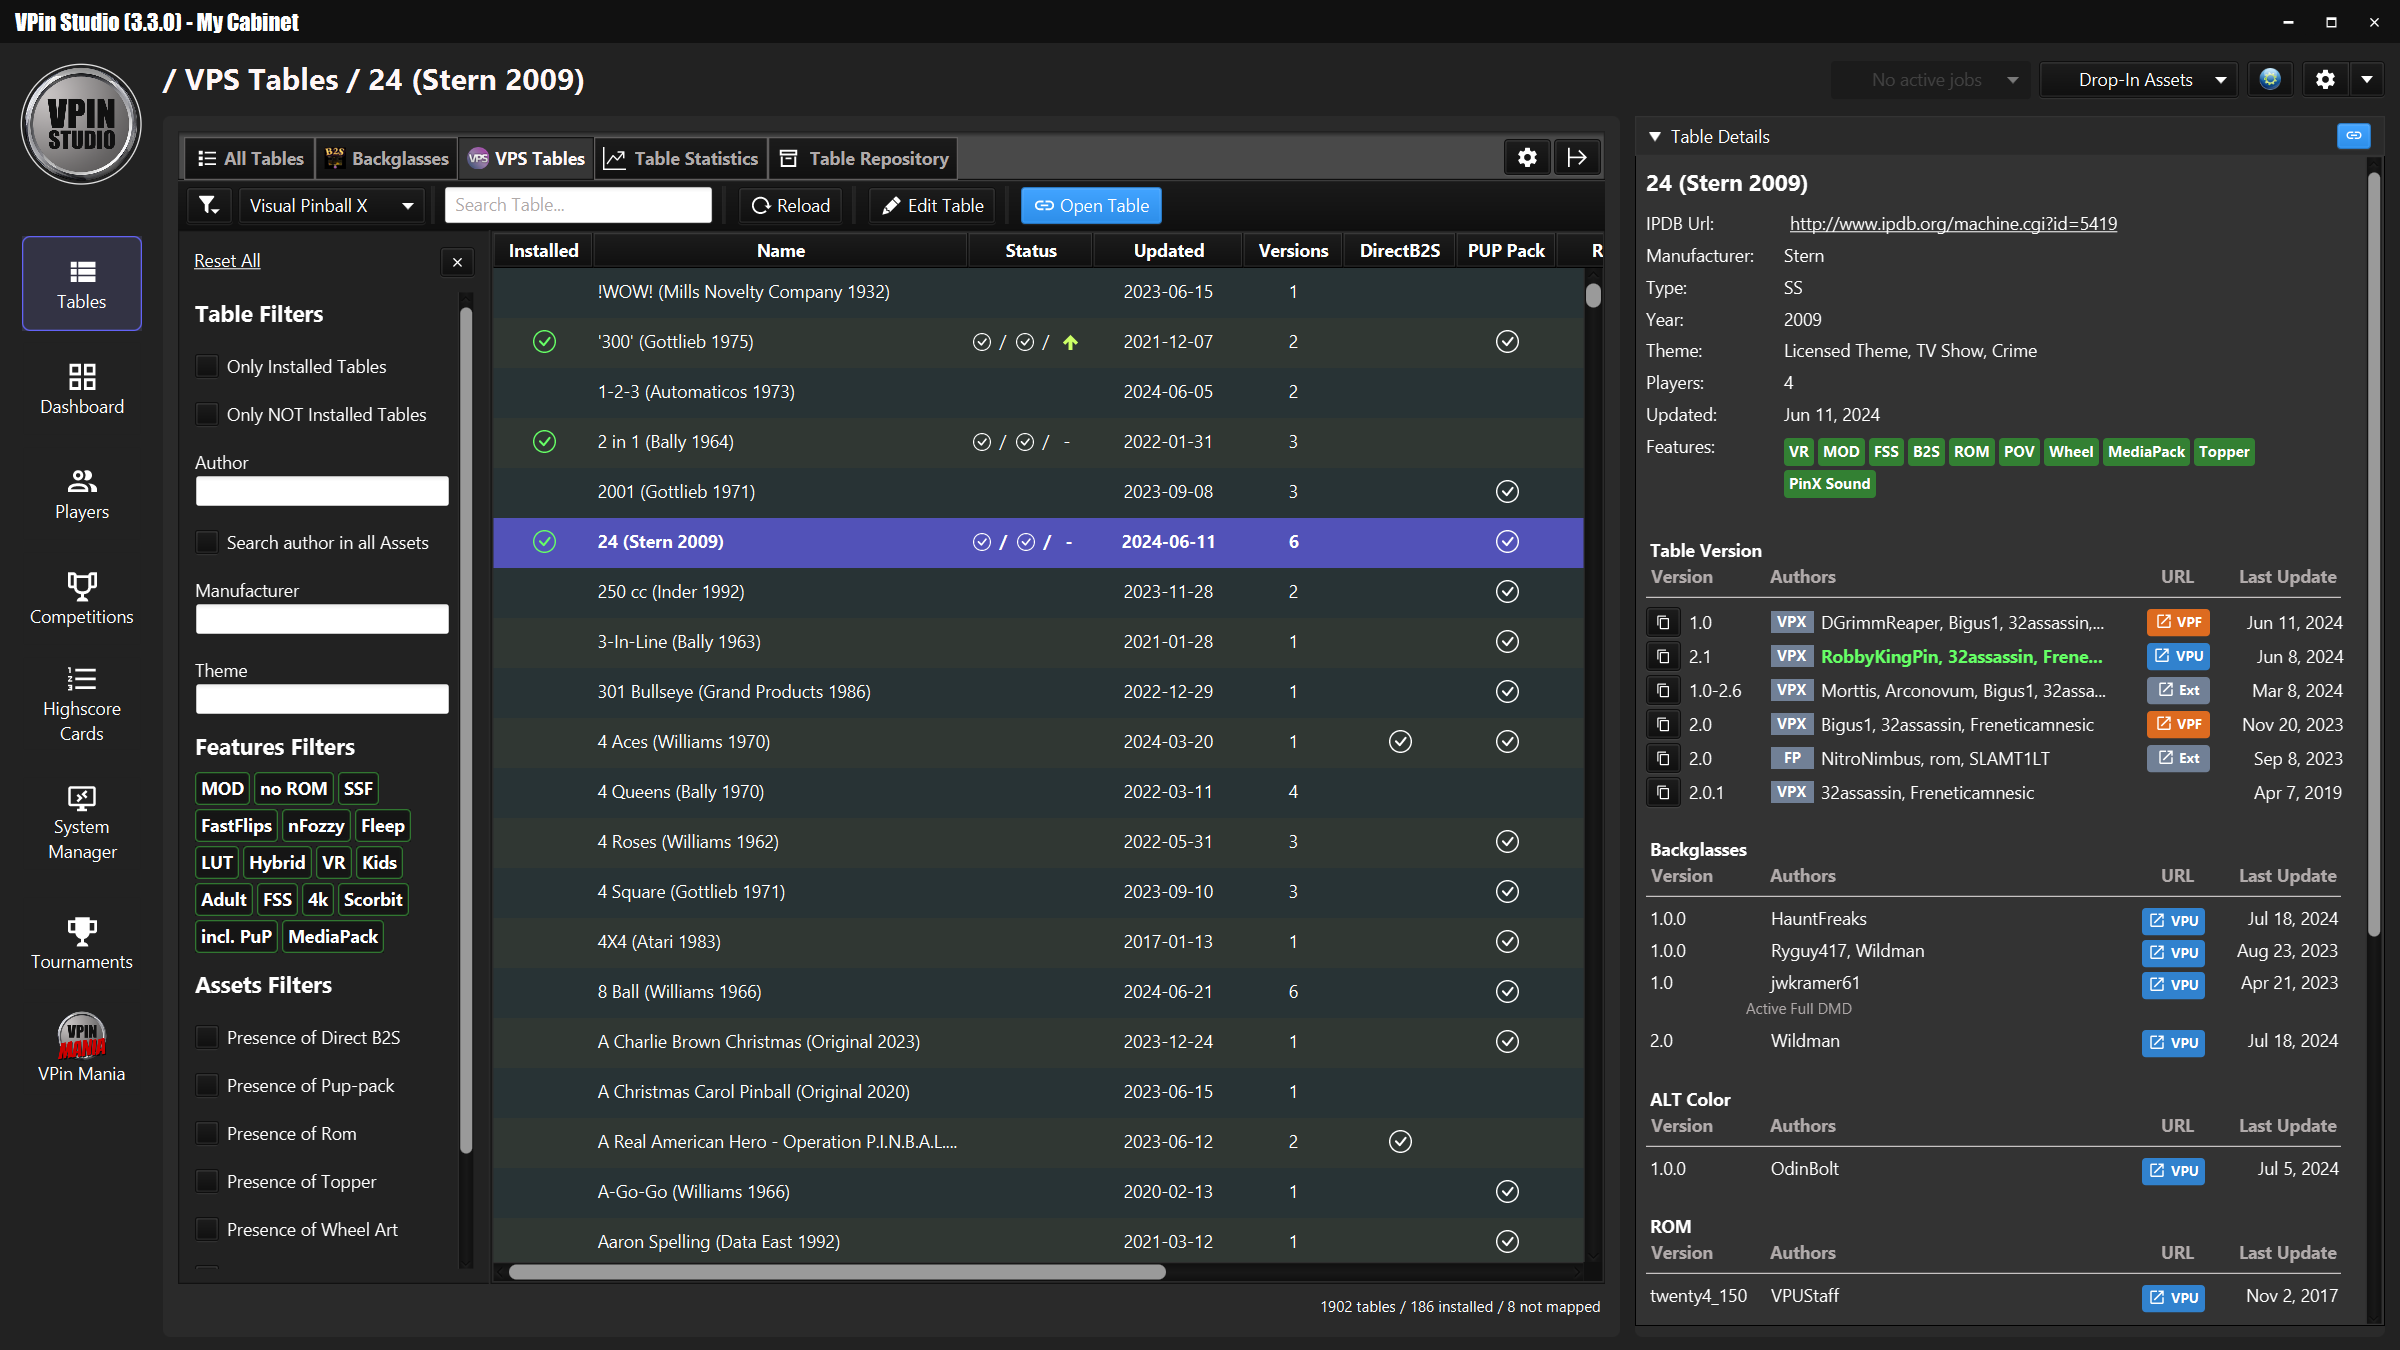 VPin Studio (3.3.0) - My Cabinet
VPIN STUDIO
/ VPS Tables / 24 (Stern 2009)
No active jobs
Drop-In Assets
Tables
Dashboard
Players
Competitions
Highscore Cards
System Manager
Tournaments
VPIN MANIA
VPin Mania
All Tables
B2S Backglasses
VPS VPS Tables
Table Statistics
Table Repository
Visual Pinball X
Search Table...
Reload
Edit Table
Open Table
Reset All
Table Filters
Only Installed Tables
Only NOT Installed Tables
Author
Search author in all Assets
Manufacturer
Theme
Features Filters
MOD no ROM SSF
FastFlips nFozzy Fleep
LUT Hybrid VR Kids
Adult FSS 4k Scorbit
incl. PuP MediaPack
Assets Filters
Presence of Direct B2S
Presence of Pup-pack
Presence of Rom
Presence of Topper
Presence of Wheel Art
Installed Name Status Updated Versions DirectB2S PUP Pack R
!WOW! (Mills Novelty Company 1932) 2023-06-15 1
'300' (Gottlieb 1975) / / 2021-12-07 2
1-2-3 (Automaticos 1973) 2024-06-05 2
2 in 1 (Bally 1964) / / - 2022-01-31 3
2001 (Gottlieb 1971) 2023-09-08 3
24 (Stern 2009) / / - 2024-06-11 6
250 cc (Inder 1992) 2023-11-28 2
3-In-Line (Bally 1963) 2021-01-28 1
301 Bullseye (Grand Products 1986) 2022-12-29 1
4 Aces (Williams 1970) 2024-03-20 1
4 Queens (Bally 1970) 2022-03-11 4
4 Roses (Williams 1962) 2022-05-31 3
4 Square (Gottlieb 1971) 2023-09-10 3
4X4 (Atari 1983) 2017-01-13 1
8 Ball (Williams 1966) 2024-06-21 6
A Charlie Brown Christmas (Original 2023) 2023-12-24 1
A Christmas Carol Pinball (Original 2020) 2023-06-15 1
A Real American Hero - Operation P.I.N.B.A.L.... 2023-06-12 2
A-Go-Go (Williams 1966) 2020-02-13 1
Aaron Spelling (Data East 1992) 2021-03-12 1
1902 tables / 186 installed / 8 not mapped
Table Details
24 (Stern 2009)
IPDB Url: http://www.ipdb.org/machine.cgi?id=5419
Manufacturer: Stern
Type: SS
Year: 2009
Theme: Licensed Theme, TV Show, Crime
Players: 4
Updated: Jun 11, 2024
Features: VR MOD FSS B2S ROM POV Wheel MediaPack Topper
PinX Sound
Table Version
Version Authors URL Last Update
1.0 VPX DGrimmReaper, Bigus1, 32assassin,... VPF Jun 11, 2024
2.1 VPX RobbyKingPin, 32assassin, Frene... VPU Jun 8, 2024
1.0-2.6 VPX Morttis, Arconovum, Bigus1, 32assa... Ext Mar 8, 2024
2.0 VPX Bigus1, 32assassin, Freneticamnesic VPF Nov 20, 2023
2.0 FP NitroNimbus, rom, SLAMT1LT Ext Sep 8, 2023
2.0.1 VPX 32assassin, Freneticamnesic Apr 7, 2019
Backglasses
Version Authors URL Last Update
1.0.0 HauntFreaks VPU Jul 18, 2024
1.0.0 Ryguy417, Wildman VPU Aug 23, 2023
1.0 jwkramer61 VPU Apr 21, 2023
Active Full DMD
2.0 Wildman VPU Jul 18, 2024
ALT Color
Version Authors URL Last Update
1.0.0 OdinBolt VPU Jul 5, 2024
ROM
Version Authors URL Last Update
twenty4_150 VPUStaff VPU Nov 2, 2017